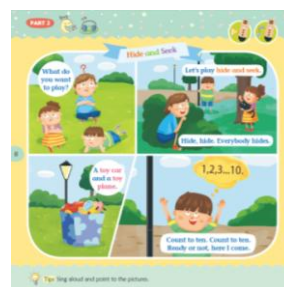 PART 2
Hide and Seek
What do
you want
to play?
Let's play hide-and-seek.
Hide, hide. Everybody hides.
8
A toy car
and a toy
plane.
1,2,3...10.
Count to ten. Count to ten.
Ready or not, here I come.
Tip: Sing aloud and point to the pictures.